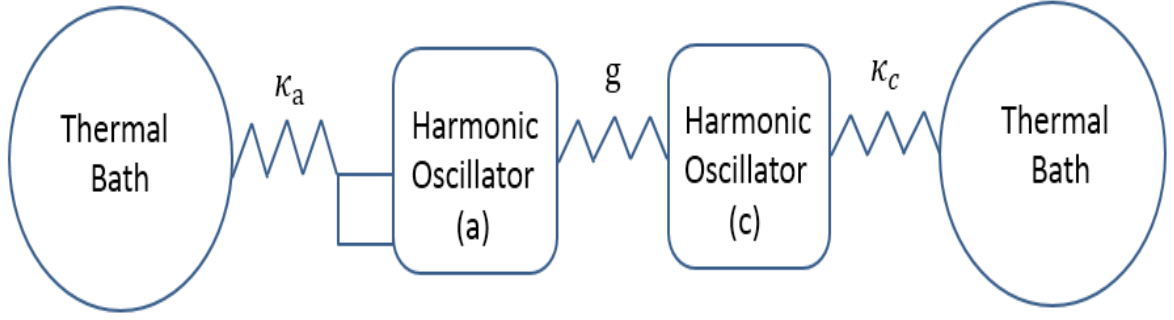 Thermal
Bath
κa
Harmonic
Oscillator
(a)
g
Harmonic
Oscillator
(c)
κc
Thermal
Bath